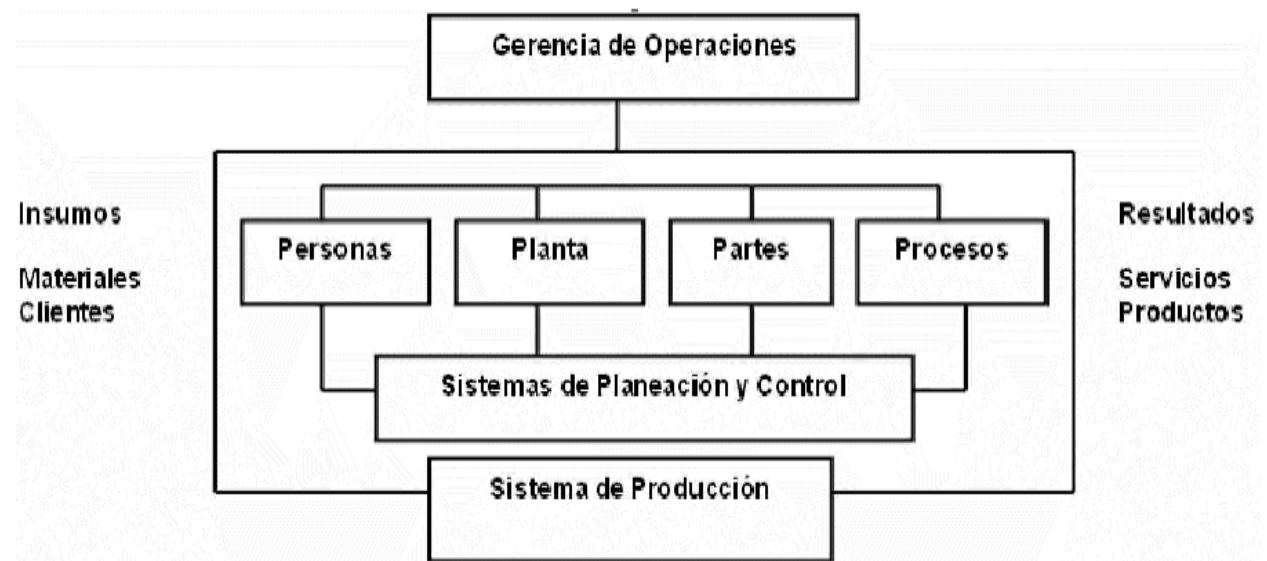 Gerencia de Operaciones
Insumos
Materiales
Clientes
Personas
Planta
Partes
Procesos
Resultados
Servicios
Productos
Sistemas de Planeación y Control
Sistema de Producción